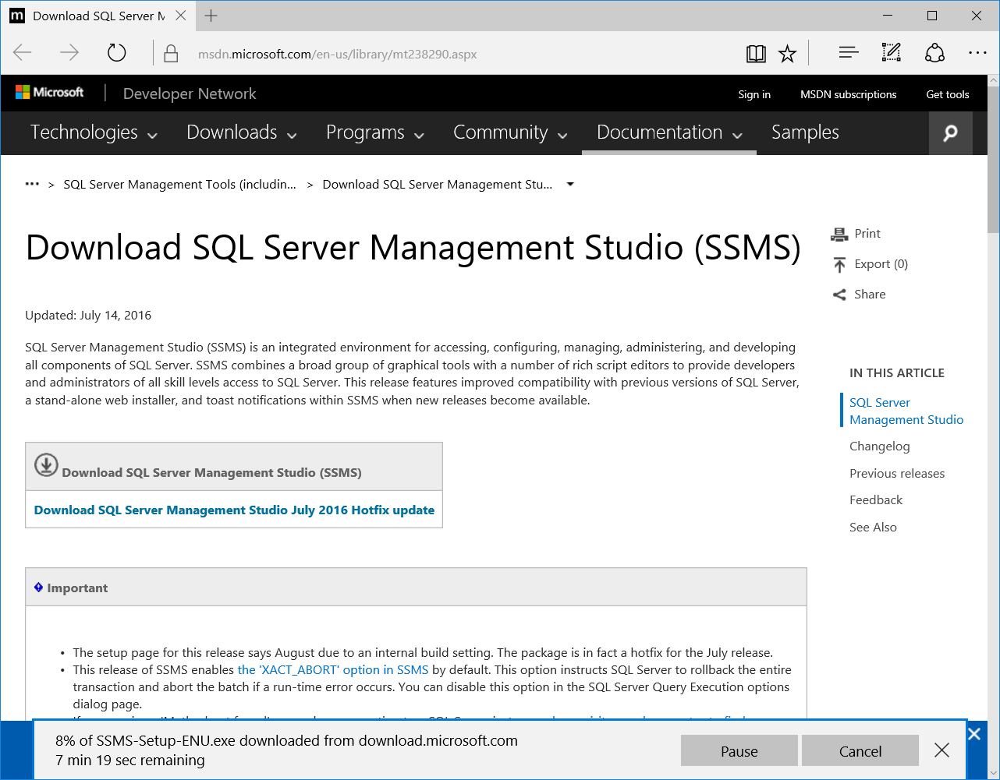 m Download SQL Server M
msdn.microsoft.com/en-us/library/mt238290.aspx
Microsoft Developer Network
Sign in MSDN subscriptions Get tools
Technologies Downloads Programs Community Documentation Samples
••• > SQL Server Management Tools (includin... > Download SQL Server Management Stu...
Download SQL Server Management Studio (SSMS)
Print
Export (0)
Share
Updated: July 14, 2016
SQL Server Management Studio (SSMS) is an integrated environment for accessing, configuring, managing, administering, and developing
all components of SQL Server. SSMS combines a broad group of graphical tools with a number of rich script editors to provide developers
and administrators of all skill levels access to SQL Server. This release features improved compatibility with previous versions of SQL Server,
a stand-alone web installer, and toast notifications within SSMS when new releases become available.
IN THIS ARTICLE
SQL Server
Management Studio
Changelog
Previous releases
Feedback
See Also
Download SQL Server Management Studio (SSMS)
Download SQL Server Management Studio July 2016 Hotfix update
Important
• The setup page for this release says August due to an internal build setting. The package is in fact a hotfix for the July release.
• This release of SSMS enables the 'XACT_ABORT' option in SSMS by default. This option instructs SQL Server to rollback the entire
transaction and abort the batch if a run-time error occurs. You can disable this option in the SQL Server Query Execution options
dialog page.
8% of SSMS-Setup-ENU.exe downloaded from download.microsoft.com
7 min 19 sec remaining
Pause Cancel